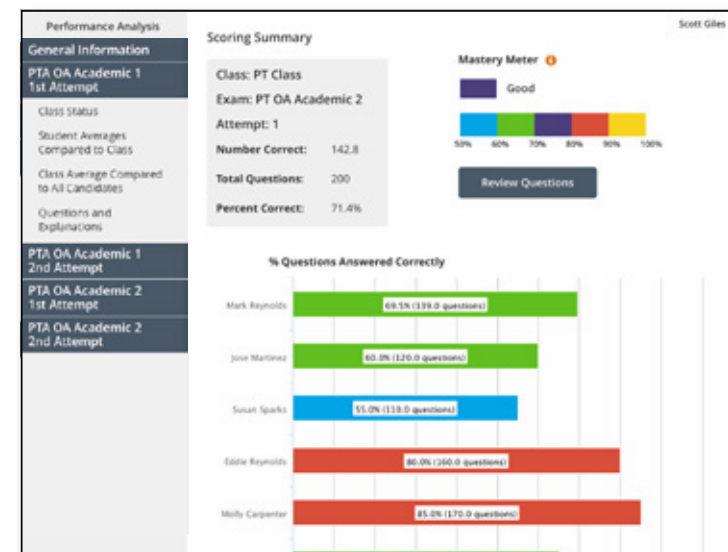 Performance Analysis
Scott Giles
General Information
PTA OA Academic 1
1st Attempt
Class Status
Student Averages
Compared to Class
Class Average Compared
to All Candidates
Questions and
Explanations
PTA OA Academic 1
2nd Attempt
PTA OA Academic 2
1st Attempt
PTA OA Academic 2
2nd Attempt
Scoring Summary
Class: PT Class
Exam: PT OA Academic 2
Attempt: 1
Number Correct: 142.8
Total Questions: 200
Percent Correct: 71.4%
Mastery Meter
Good
50% 60% 70% 80% 90% 100%
Review Questions
% Questions Answered Correctly
Mark Reynolds 69.5% (139.0 questions)
Jose Martinez 60.0% (120.0 questions)
Susan Sparks 55.0% (110.0 questions)
Eddie Reynolds 80.0% (160.0 questions)
Molly Carpenter 85.0% (170.0 questions)